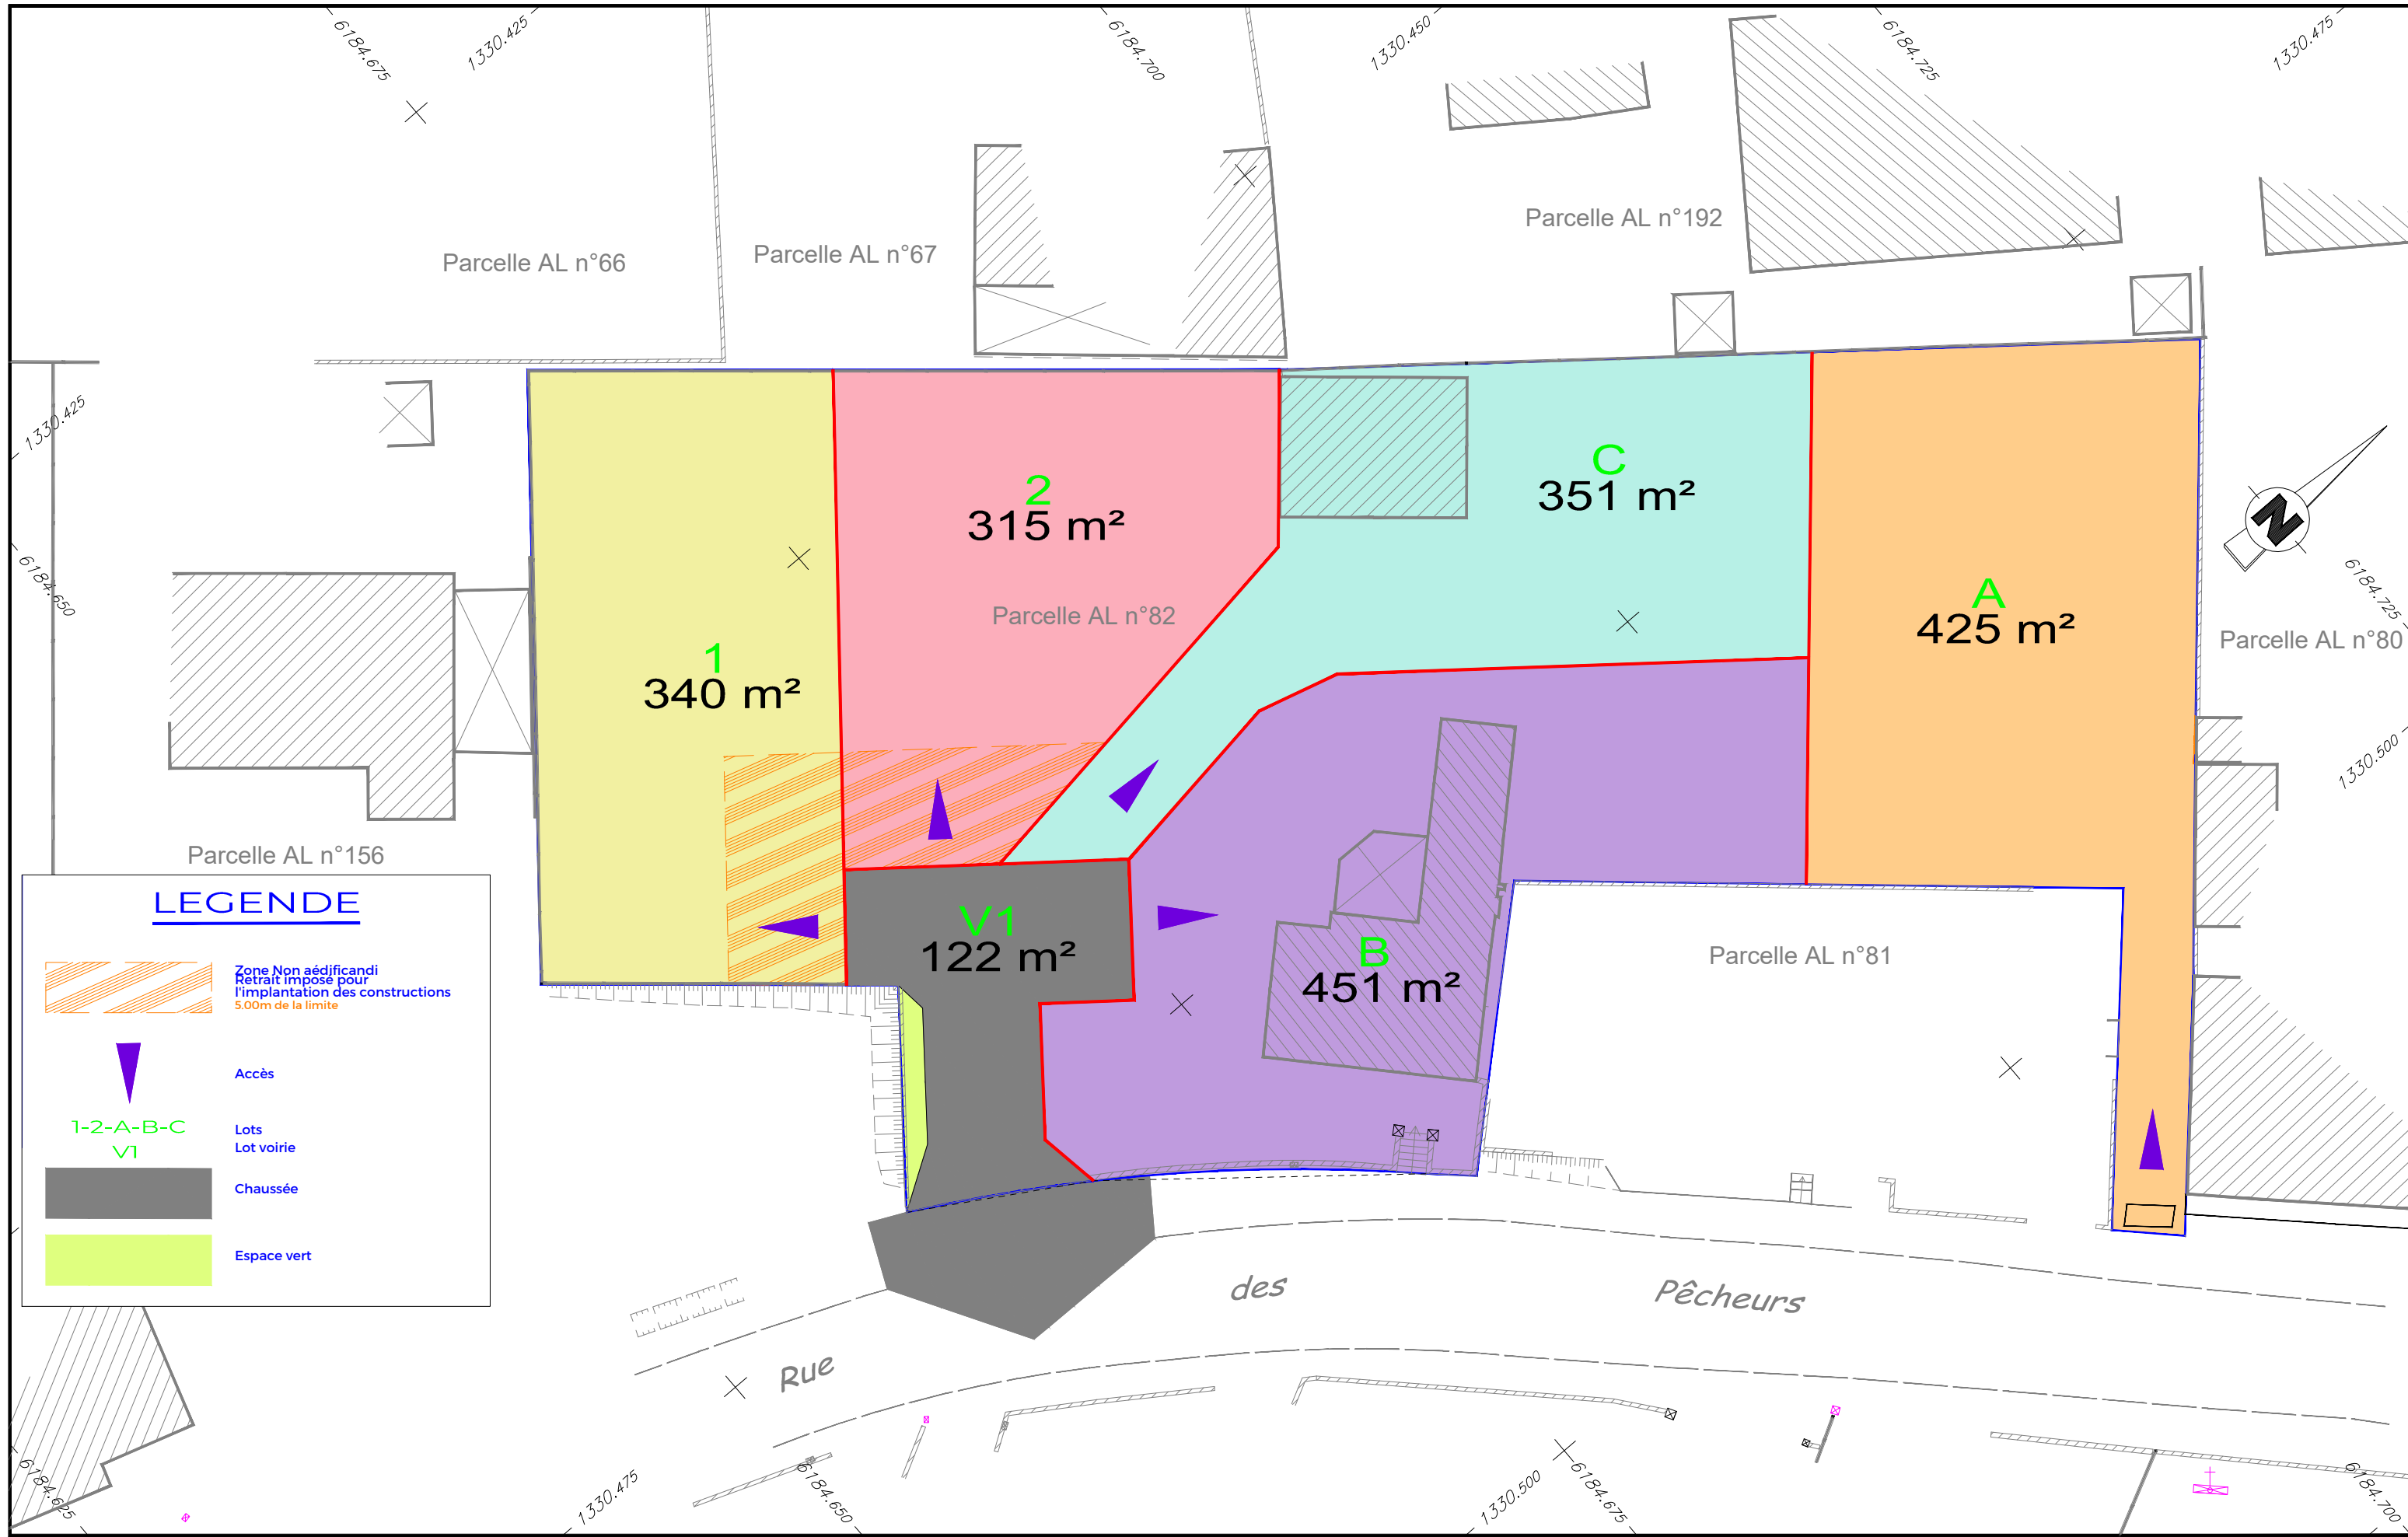 6184.675
1330.425
6184.700
1330.450
6184.725
1330.475
Parcelle AL n°192
Parcelle AL n°67
Parcelle AL n°66
1330.425
C
351 m²
2
315 m²
N
6184.650
A
425 m²
6184.725
Parcelle AL n°82
Parcelle AL n°80
1
340 m²
1330.500
Parcelle AL n°156
V1
122 m²
B
451 m²
Parcelle AL n°81
LEGENDE
Zone Non aédificandi
Retrait imposé pour
l'implantation des constructions
5.00m de la limite
Accès
1-2-A-B-C
Lots
V1
Lot voirie
Chaussée
Espace vert
Rue des Pêcheurs
6184.625
1330.475
6184.650
1330.500
6184.675
6184.700